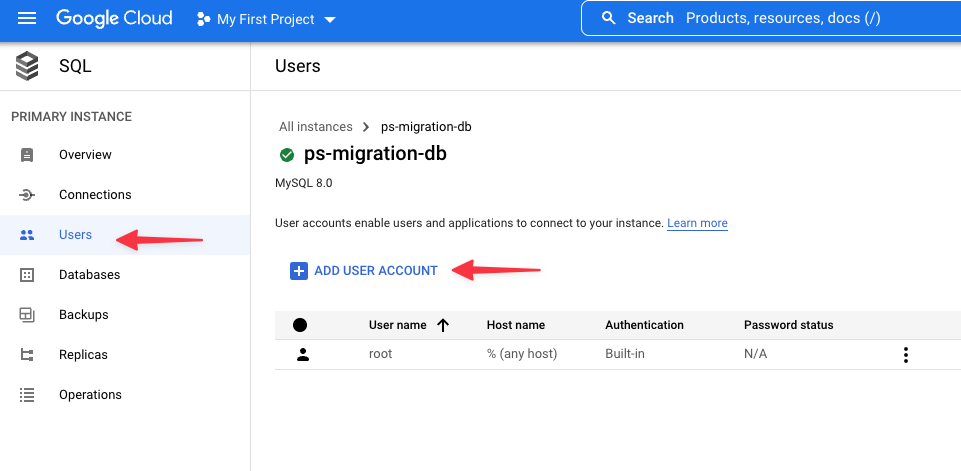 Google Cloud My First Project Search Products, resources, docs (/)
SQL
Users
PRIMARY INSTANCE
Overview
Connections
Users
Databases
Backups
Replicas
Operations
All instances ps-migration-db
ps-migration-db
MySQL 8.0
User accounts enable users and applications to connect to your instance. Learn more
ADD USER ACCOUNT
User name Host name Authentication Password status
root % (any host) Built-in N/A